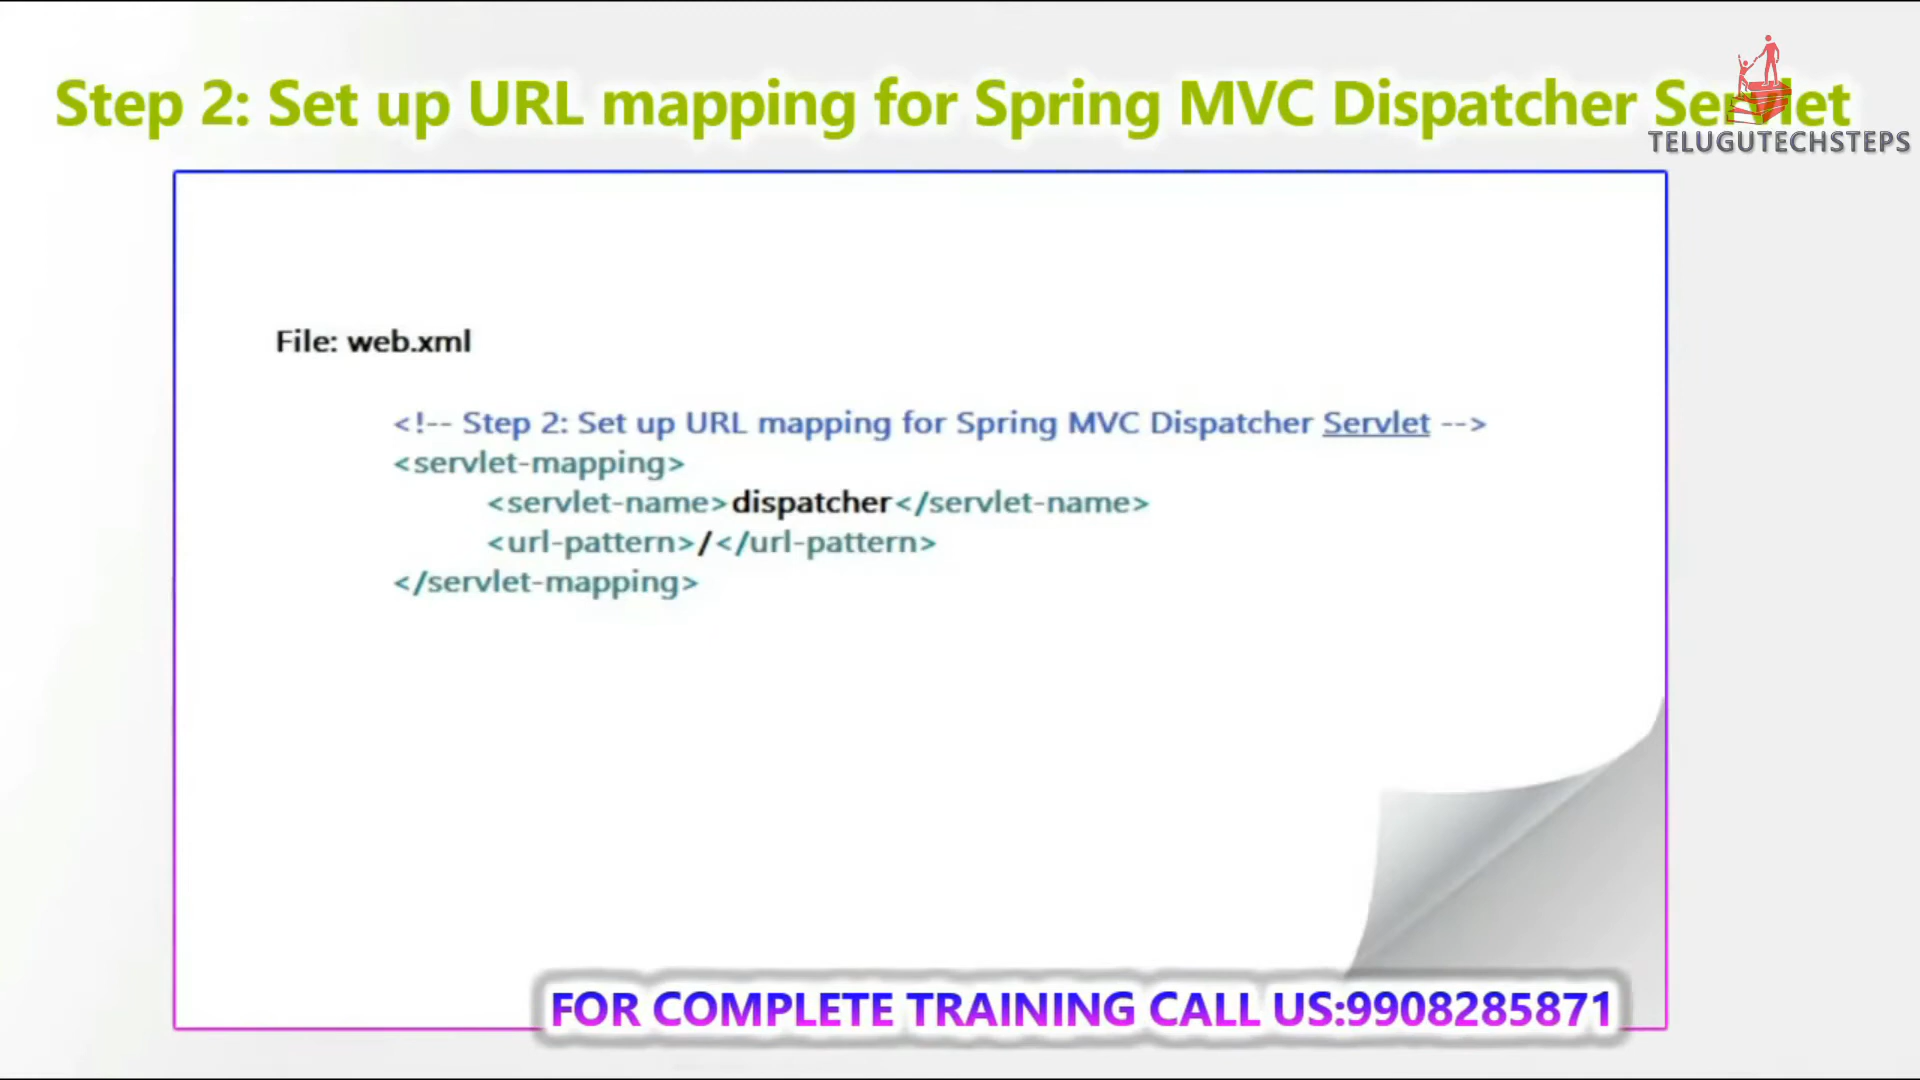 Step 2: Set up URL mapping for Spring MVC Dispatcher Servlet
TELUGUTECHSTEPS
File: web.xml
<!-- Step 2: Set up URL mapping for Spring MVC Dispatcher Servlet -->
<servlet-mapping>
<servlet-name>dispatcher</servlet-name>
<url-pattern>/</url-pattern>
</servlet-mapping>
FOR COMPLETE TRAINING CALL US:9908285871